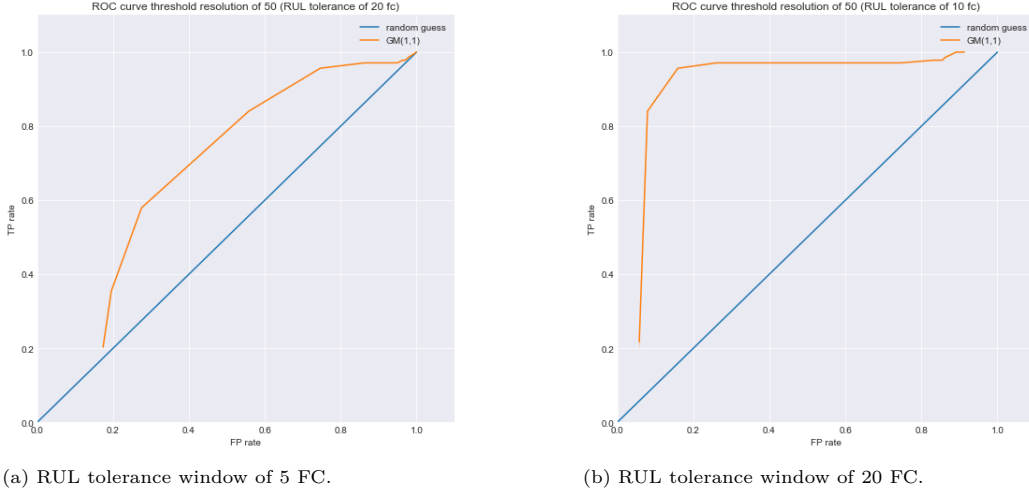 ROC curve threshold resolution of 50 (RUL tolerance of 20 fc)
random guess
GM(1,1)
1.0
0.8
0.6
0.4
0.2
0.0
TP rate
0.0 0.2 0.4 0.6 0.8 1.0
FP rate
(a) RUL tolerance window of 5 FC.
ROC curve threshold resolution of 50 (RUL tolerance of 10 fc)
random guess
GM(1,1)
1.0
0.8
0.6
0.4
0.2
0.0
TP rate
0.0 0.2 0.4 0.6 0.8 1.0
FP rate
(b) RUL tolerance window of 20 FC.